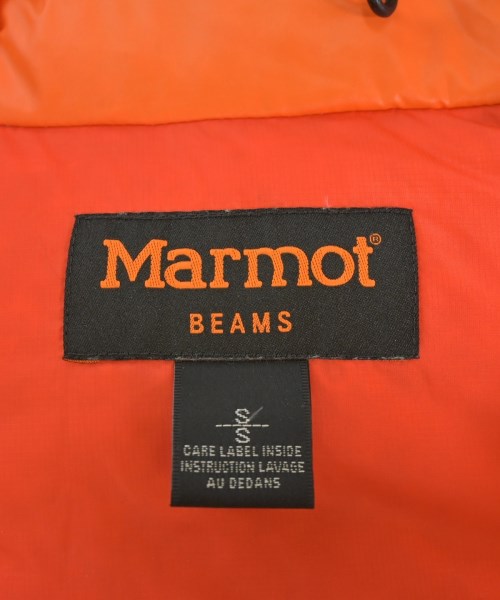 Marmot®
BEAMS
S
S
CARE LABEL INSIDE
INSTRUCTION LAVAGE
AU DEDANS